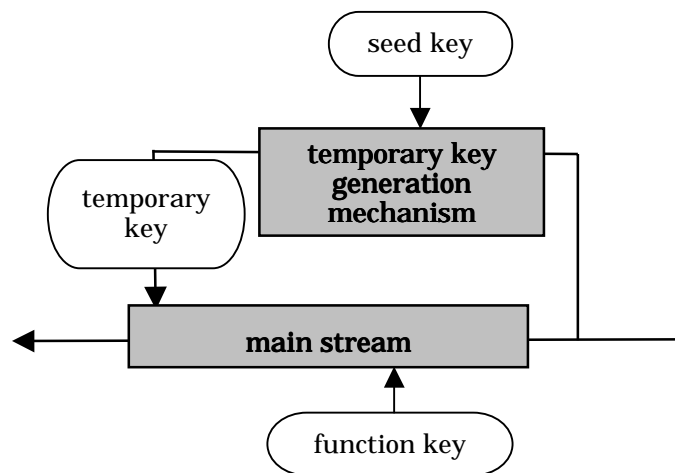 seed key
temporary key
generation
mechanism
temporary
key
main stream
function key